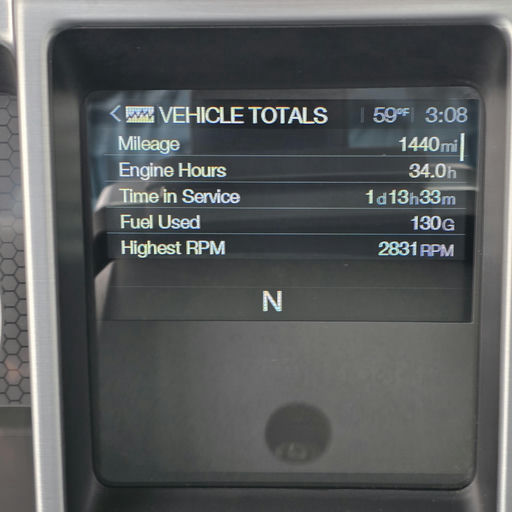 < VEHICLE TOTALS 59°F 3:08
Mileage 1440mi
Engine Hours 34.0h
Time in Service 1d13h33m
Fuel Used 130G
Highest RPM 2831RPM
N